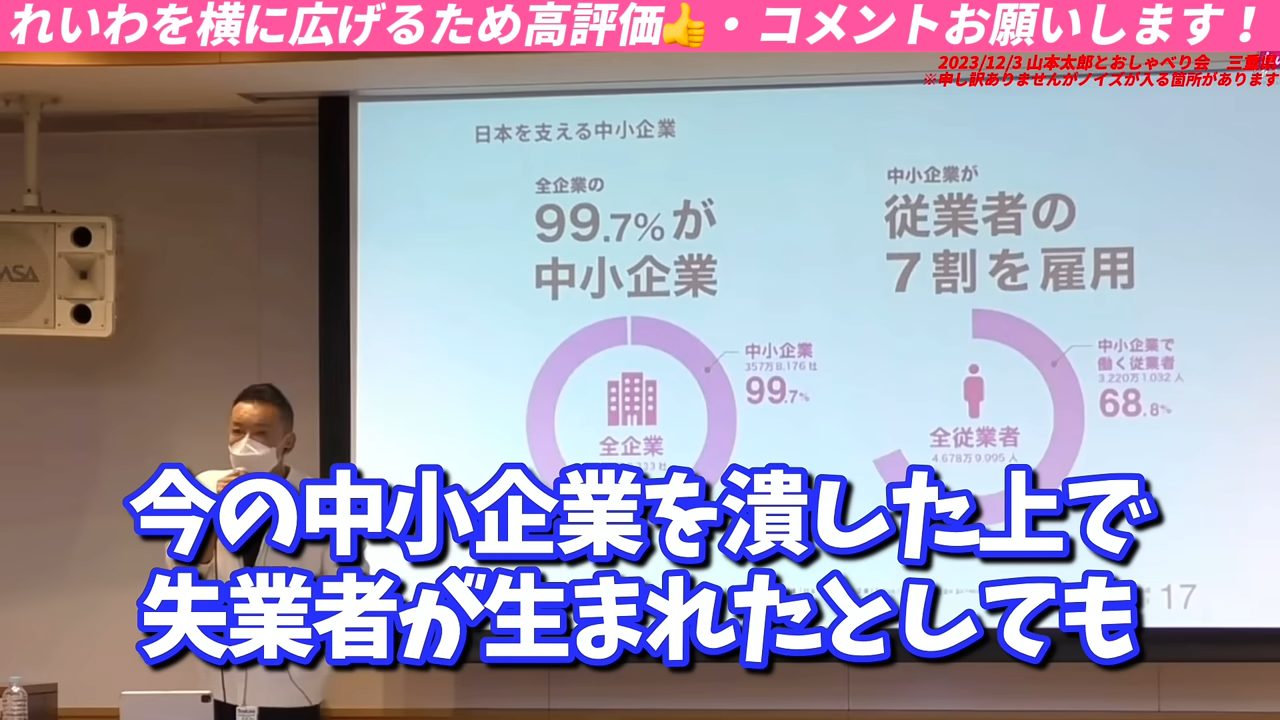 れいわを横に広げるため高評価👍・コメントお願いします！
2023/12/3 山本太郎とおしゃべり会　三重県
※申し訳ありませんがノイズが入る箇所があります
日本を支える中小企業
全企業の
99.7%が
中小企業
中小企業
357万8,176社
99.7%
全企業
中小企業が
従業者の
7割を雇用
中小企業で
働く従業者
3,220万1,032人
68.8%
全従業者
4,678万9,995人
17
今の中小企業を潰した上で
失業者が生まれたとしても